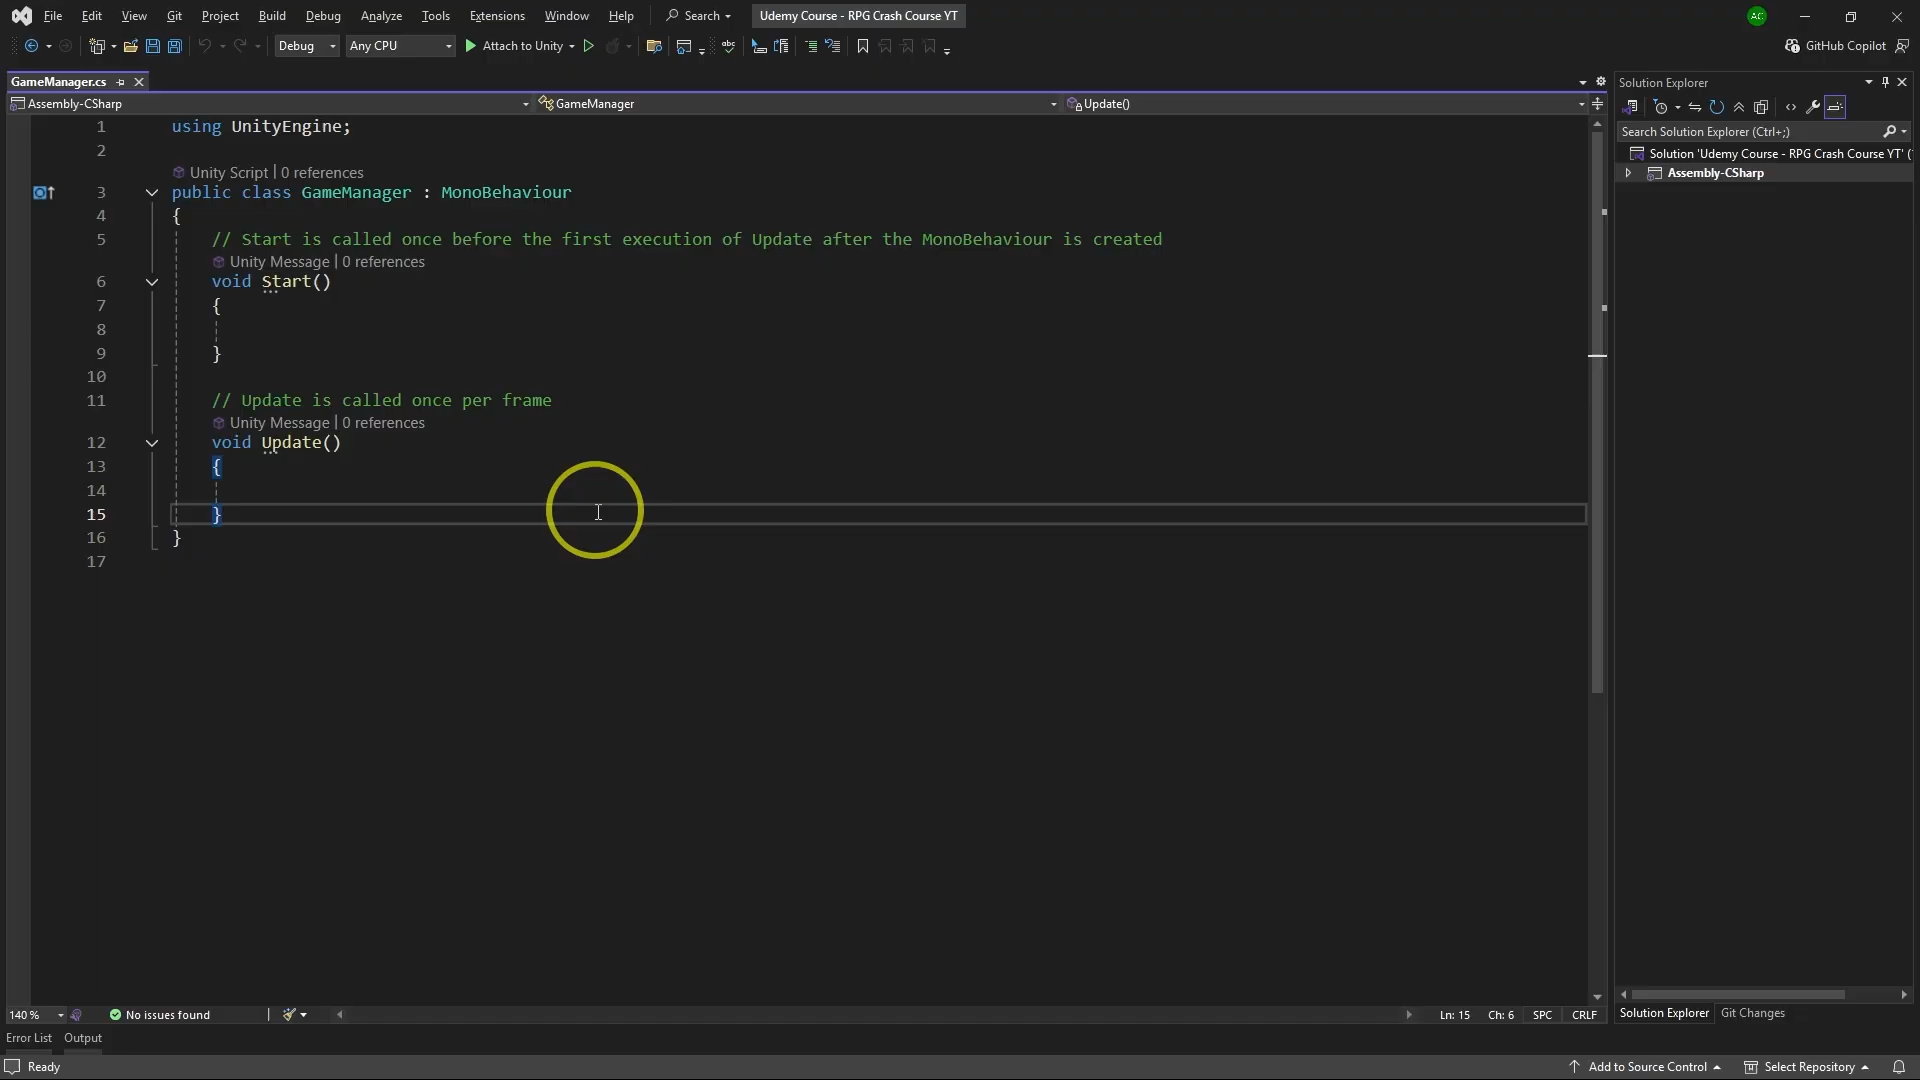 File Edit View Git Project Build Debug Analyze Tools Extensions Window Help Search Udemy Course - RPG Crash Course YT AC
Debug Any CPU Attach to Unity GitHub Copilot
GameManager.cs
Assembly-CSharp GameManager Update()
1 using UnityEngine;
2
Unity Script | 0 references
3 public class GameManager : MonoBehaviour
4 {
5 // Start is called once before the first execution of Update after the MonoBehaviour is created
Unity Message | 0 references
6 void Start()
7 {
8
9 }
10
11 // Update is called once per frame
Unity Message | 0 references
12 void Update()
13 {
14
15 }
16 }
17
Solution Explorer
Search Solution Explorer (Ctrl+;)
Solution 'Udemy Course - RPG Crash Course YT' (
Assembly-CSharp
Solution Explorer Git Changes
140 % No issues found Ln: 15 Ch: 6 SPC CRLF
Error List Output
Ready Add to Source Control Select Repository